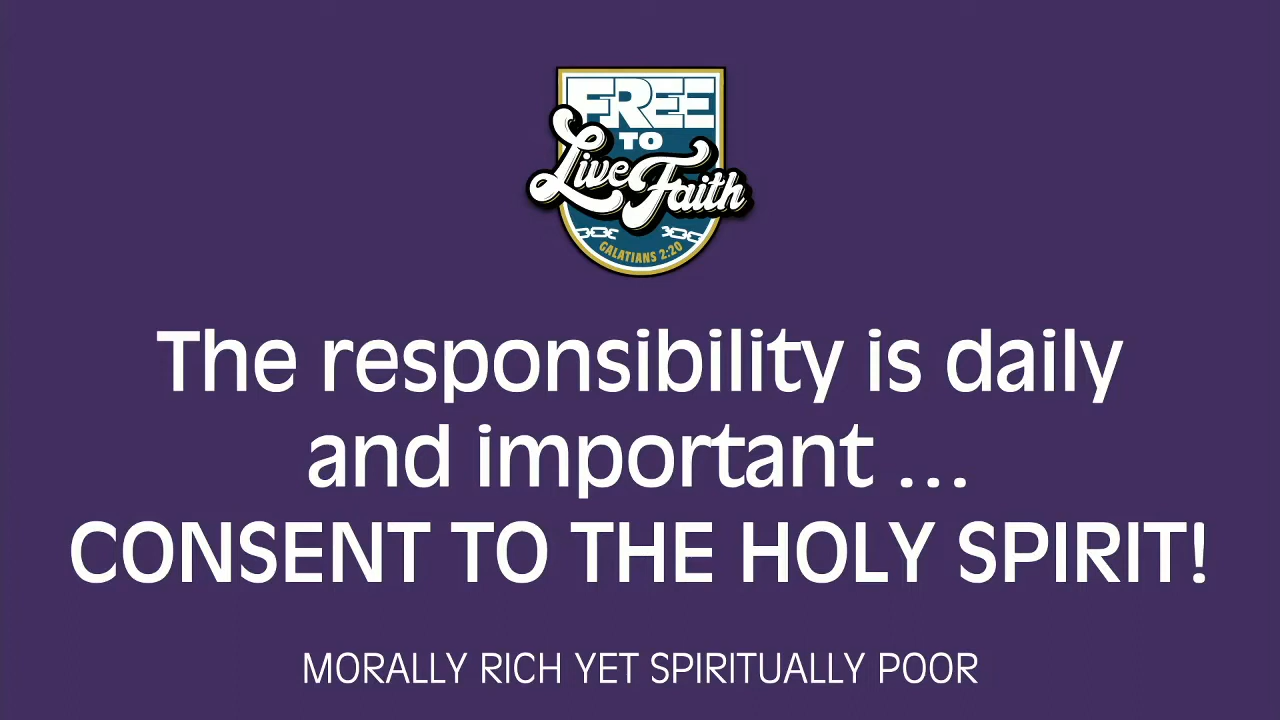 FREE
TO
Live Faith
GALATIANS 2:20
The responsibility is daily
and important ...
CONSENT TO THE HOLY SPIRIT!
MORALLY RICH YET SPIRITUALLY POOR